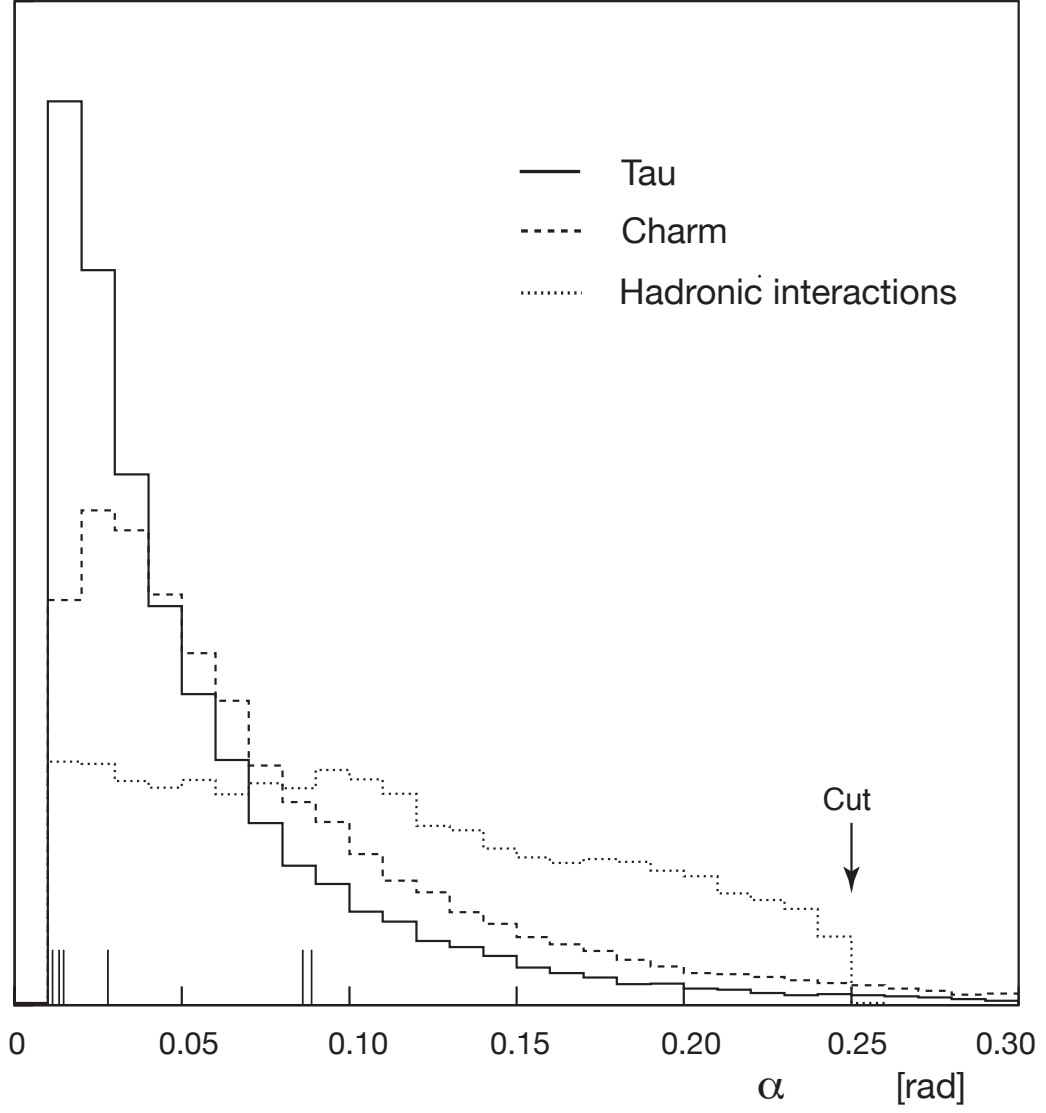 Tau
Charm
Hadronic interactions
Cut
0 0.05 0.10 0.15 0.20 0.25 0.30
α [rad]